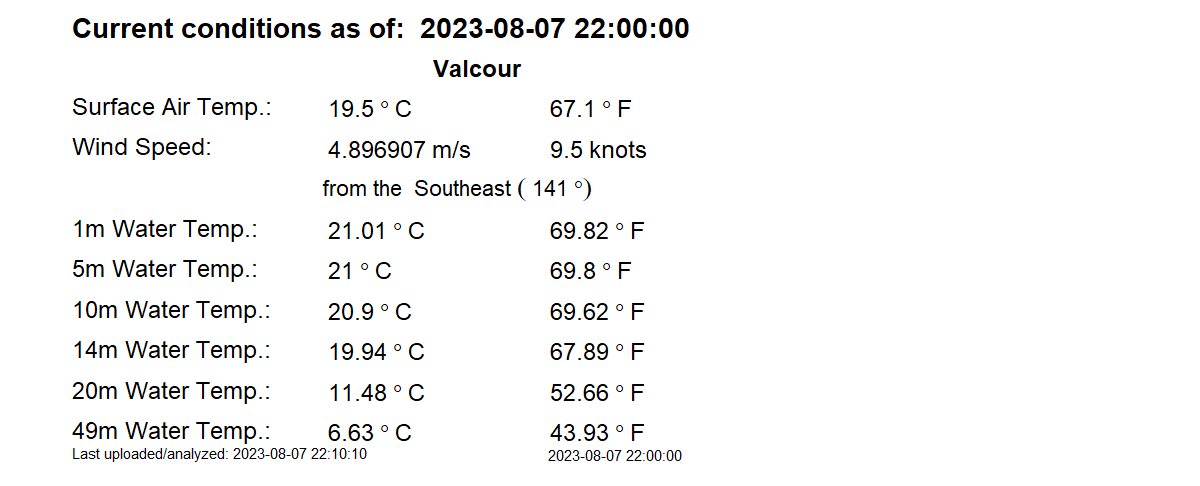 Current conditions as of: 2023-08-07 22:00:00
Valcour
Surface Air Temp.: 19.5 ° C 67.1 ° F
Wind Speed: 4.896907 m/s 9.5 knots
from the Southeast ( 141 °)
1m Water Temp.: 21.01 ° C 69.82 ° F
5m Water Temp.: 21 ° C 69.8 ° F
10m Water Temp.: 20.9 ° C 69.62 ° F
14m Water Temp.: 19.94 ° C 67.89 ° F
20m Water Temp.: 11.48 ° C 52.66 ° F
49m Water Temp.: 6.63 ° C 43.93 ° F
Last uploaded/analyzed: 2023-08-07 22:10:10 2023-08-07 22:00:00